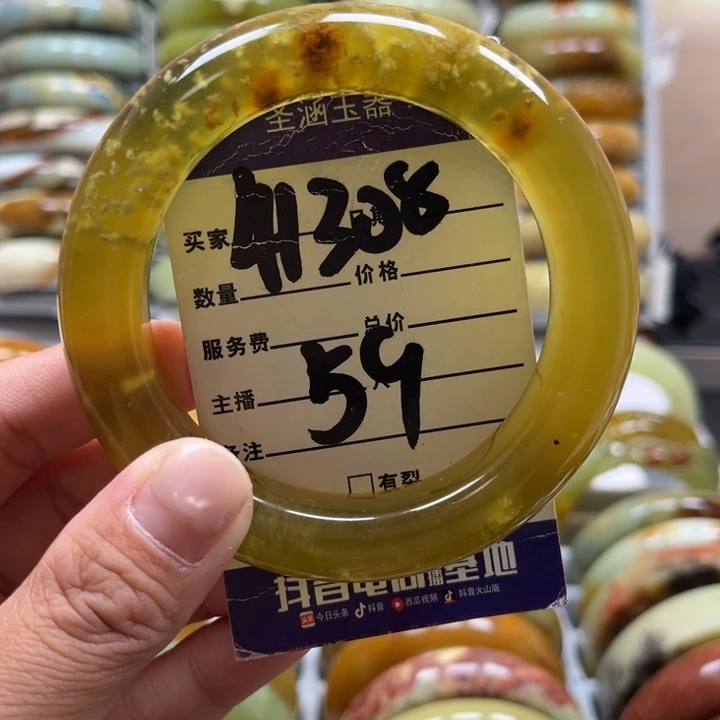 圣涵玉器
买家 H308
数量 价格
服务费 总价
主播 59
备注
□有裂
抖音电商直播基地
今日头条 抖音 西瓜视频 抖音火山版